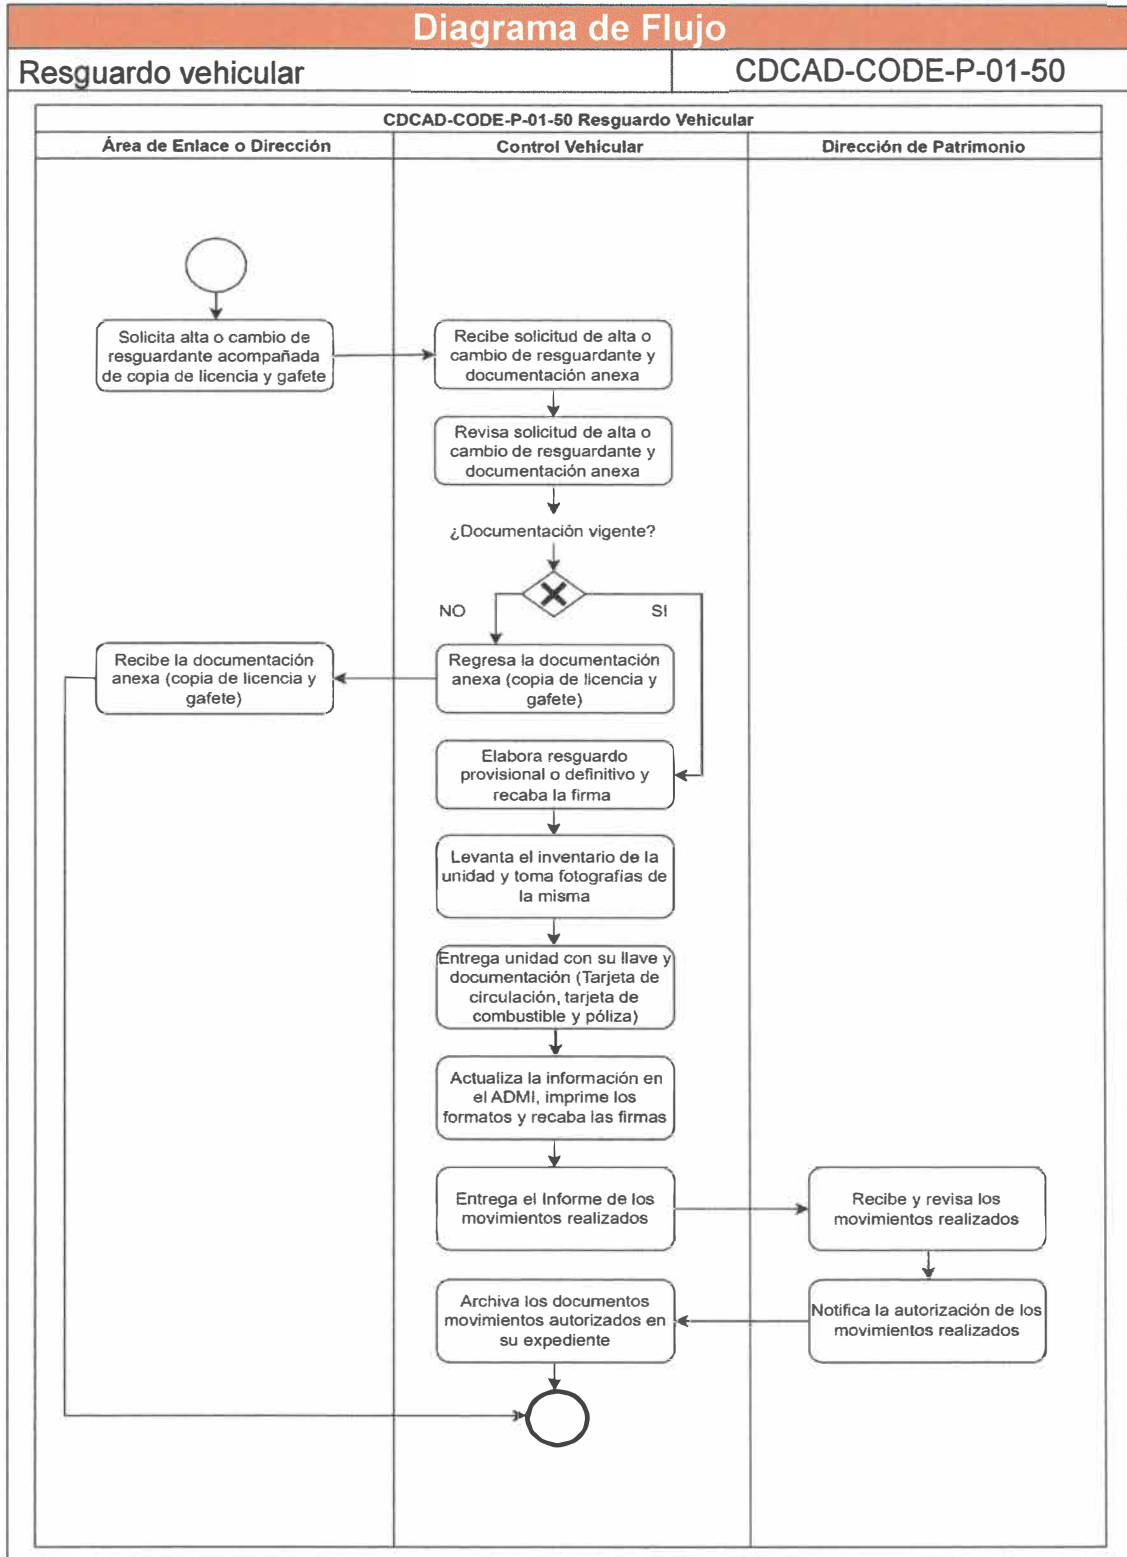 Diagrama de Flujo
Resguardo vehicular
CDCAD-CODE-P-01-50
CDCAD-CODE-P-01-50 Resguardo Vehicular
Área de Enlace o Dirección
Control Vehicular
Dirección de Patrimonio
Solicita alta o cambio de
resguardante acompañada
de copia de licencia y gafete
Recibe solicitud de alta o
cambio de resguardante y
documentación anexa
Revisa solicitud de alta o
cambio de resguardante y
documentación anexa
¿Documentación vigente?
NO
SI
Recibe la documentación
anexa (copia de licencia y
gafete)
Regresa la documentación
anexa (copia de licencia y
gafete)
Elabora resguardo
provisional o definitivo y
recaba la firma
Levanta el inventario de la
unidad y toma fotografías de
la misma
Entrega unidad con su llave y
documentación (Tarjeta de
circulación, tarjeta de
combustible y póliza)
Actualiza la información en
el ADMI, imprime los
formatos y recaba las firmas
Entrega el Informe de los
movimientos realizados
Recibe y revisa los
movimientos realizados
Archiva los documentos
movimientos autorizados en
su expediente
Notifica la autorización de los
movimientos realizados